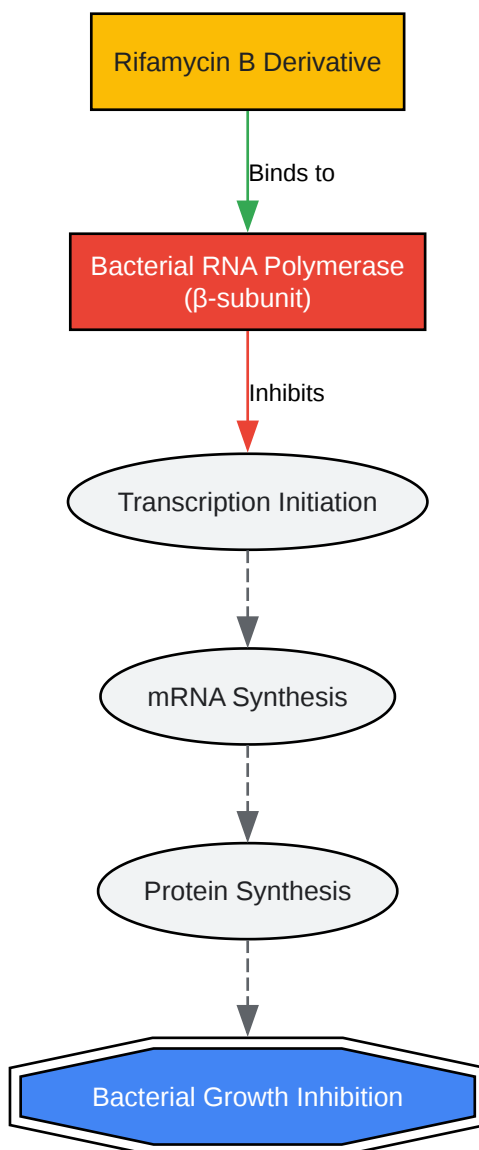 Rifamycin B Derivative
Binds to
Bacterial RNA Polymerase
(β-subunit)
Inhibits
Transcription Initiation
mRNA Synthesis
Protein Synthesis
Bacterial Growth Inhibition